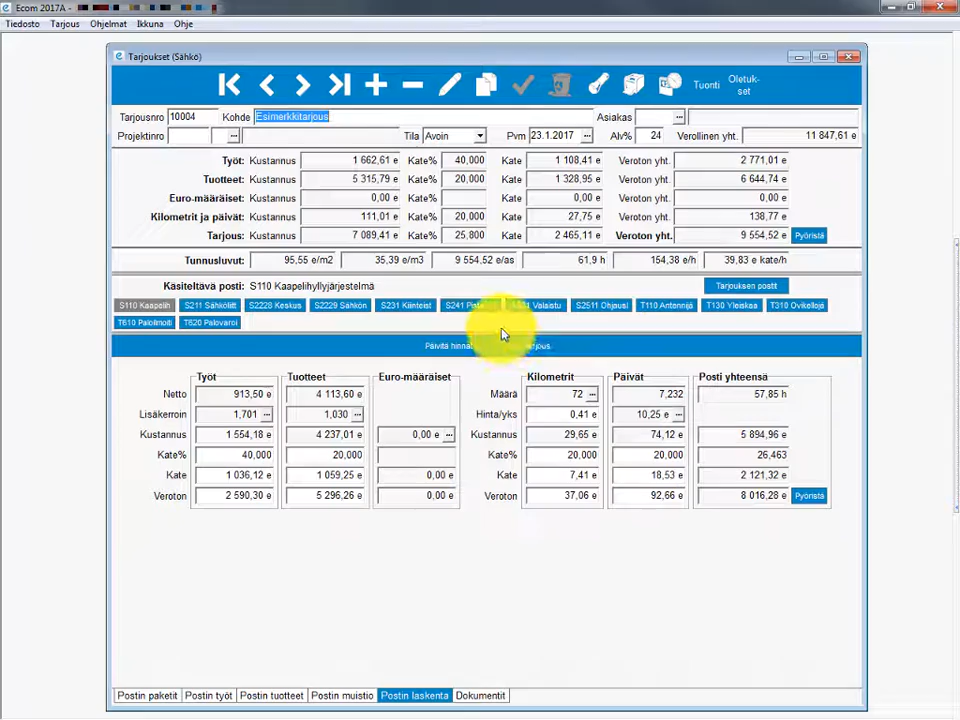 Ecom 2017A -
Tiedosto Tarjous Ohjelmat Ikkuna Ohje
Tarjoukset (Sähkö)
Tuonti Oletuk-
set
Tarjousnro 10004 Kohde Esimerkkitarjous Asiakas
Projektinro Tila Avoin Pvm 23.1.2017 Alv% 24 Verollinen yht. 11 847,61 e
Työt: Kustannus 1 662,61 e Kate% 40,000 Kate 1 108,41 e Veroton yht. 2 771,01 e
Tuotteet: Kustannus 5 315,79 e Kate% 20,000 Kate 1 328,95 e Veroton yht. 6 644,74 e
Euro-määräiset: Kustannus 0,00 e Kate% Kate 0,00 e Veroton yht. 0,00 e
Kilometrit ja päivät: Kustannus 111,01 e Kate% 20,000 Kate 27,75 e Veroton yht. 138,77 e
Tarjous: Kustannus 7 089,41 e Kate% 25,800 Kate 2 465,11 e Veroton yht. 9 554,52 e Pyöristä
Tunnusluvut: 95,55 e/m2 35,39 e/m3 9 554,52 e/as 61,9 h 154,38 e/h 39,83 e kate/h
Käsiteltävä posti: S110 Kaapelihyllyjärjestelmä Tarjouksen postit
S110 Kaapelih S211 Sähköliit S2228 Keskus S2229 Sähkön S231 Kiinteist S241 Valaistu S2511 Ohjausl T110 Antennijä T130 Yleiskaa T310 Ovikelloja
T610 Paloilmoiti T620 Palovaroi
Päivitä hinna
Työt Tuotteet Euro-määräiset Kilometrit Päivät Posti yhteensä
Netto 913,50 e 4 113,60 e Määrä 72 7,232 57,85 h
Lisäkerroin 1,701 1,030 Hinta/yks 0,41 e 10,25 e
Kustannus 1 554,18 e 4 237,01 e 0,00 e Kustannus 29,65 e 74,12 e 5 894,96 e
Kate% 40,000 20,000 Kate% 20,000 20,000 26,463
Kate 1 036,12 e 1 059,25 e 0,00 e Kate 7,41 e 18,53 e 2 121,32 e
Veroton 2 590,30 e 5 296,26 e 0,00 e Veroton 37,06 e 92,66 e 8 016,28 e Pyöristä
Postin paketit Postin työt Postin tuotteet Postin muistio Postin laskenta Dokumentit